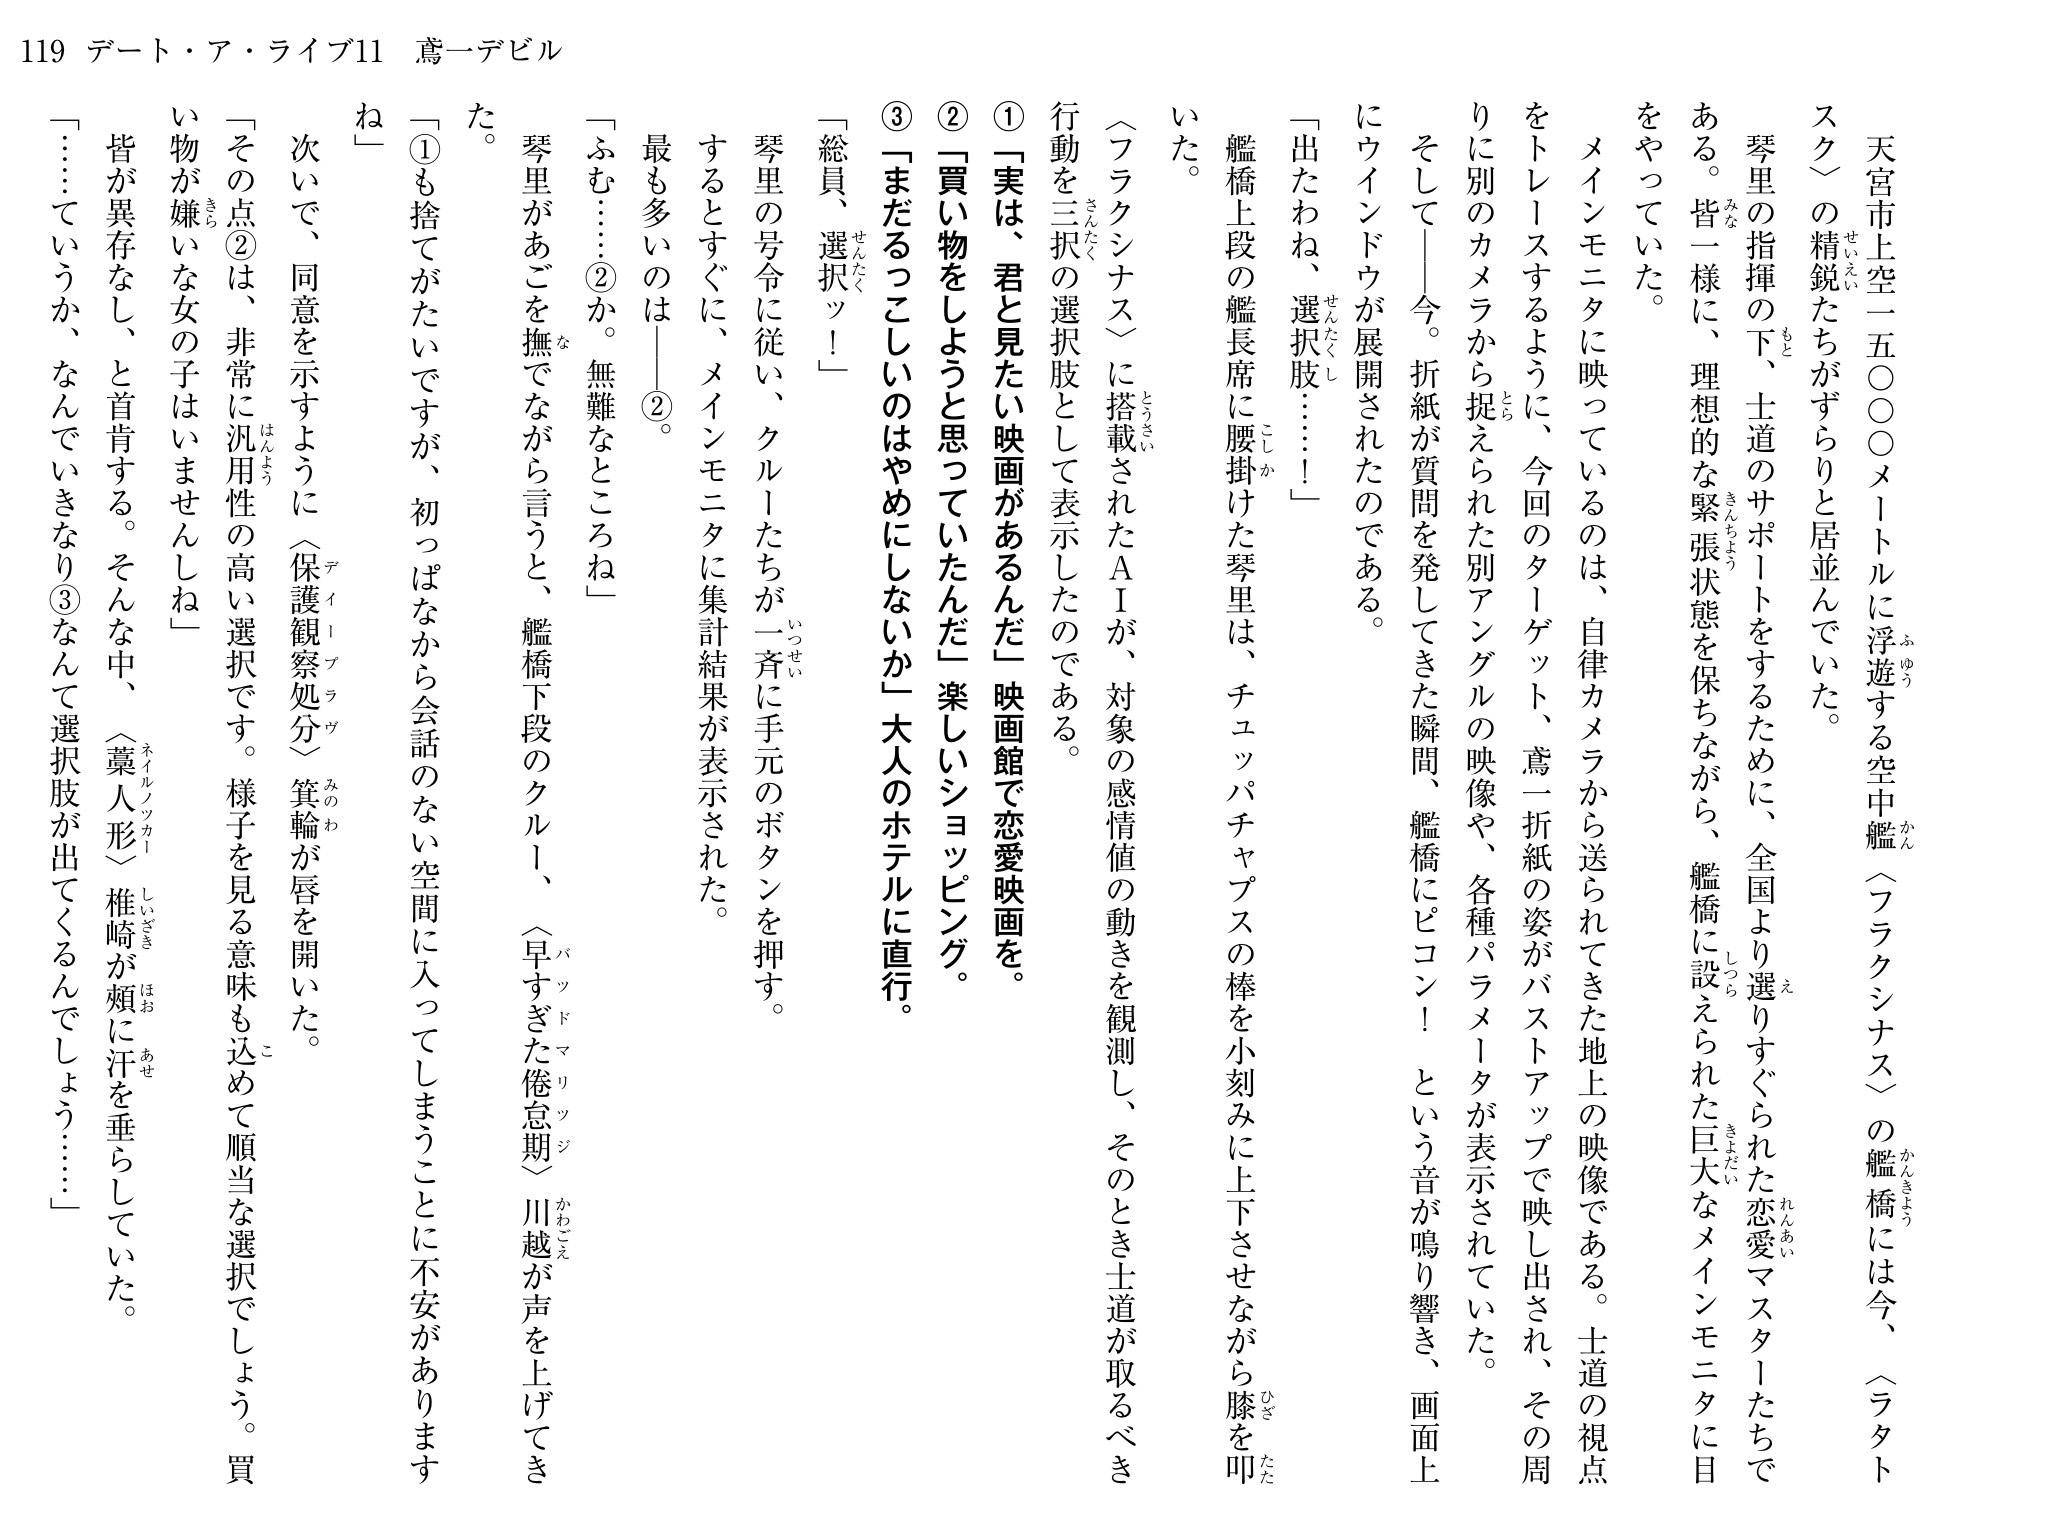 119 デート・ア・ライブ11 鳶一デビル
天宮市上空一五〇〇〇メートルに浮遊する空中艦〈フラクシナス〉の艦橋には今、〈ラタト
スク〉の精鋭たちがずらりと居並んでいた。
琴里の指揮の下、士道のサポートをするために、全国より選りすぐられた恋愛マスターたちで
ある。皆一様に、理想的な緊張状態を保ちながら、艦橋に設えられた巨大なメインモニタに目
をやっていた。
メインモニタに映っているのは、自律カメラから送られてきた地上の映像である。士道の視点
をトレースするように、今回のターゲット、鳶一折紙の姿がバストアップで映し出され、その周
りに別のカメラから捉えられた別アングルの映像や、各種パラメータが表示されていた。
そして――今。折紙が質問を発してきた瞬間、艦橋にピコン！　という音が鳴り響き、画面上
にウインドウが展開されたのである。
「出たわね、選択肢……！」
艦橋上段の艦長席に腰掛けた琴里は、チュッパチャプスの棒を小刻みに上下させながら膝を叩
いた。
〈フラクシナス〉に搭載されたＡＩが、対象の感情値の動きを観測し、そのとき士道が取るべき
行動を三択の選択肢として表示したのである。
①「実は、君と見たい映画があるんだ」映画館で恋愛映画を。
②「買い物をしようと思っていたんだ」楽しいショッピング。
③「まだるっこしいのはやめにしないか」大人のホテルに直行。
「総員、選択ッ！」
琴里の号令に従い、クルーたちが一斉に手元のボタンを押す。
するとすぐに、メインモニタに集計結果が表示された。
最も多いのは――②。
「ふむ……②か。無難なところね」
琴里があごを撫でながら言うと、艦橋下段のクルー、〈早すぎた倦怠期〉川越が声を上げてき
た。
「①も捨てがたいですが、初っぱなから会話のない空間に入ってしまうことに不安があります
ね」
次いで、同意を示すように〈保護観察処分〉箕輪が唇を開いた。
「その点②は、非常に汎用性の高い選択です。様子を見る意味も込めて順当な選択でしょう。買
い物が嫌いな女の子はいませんしね」
皆が異存なし、と首肯する。そんな中、〈藁人形〉椎崎が頰に汗を垂らしていた。
「……ていうか、なんでいきなり③なんて選択肢が出てくるんでしょう……」